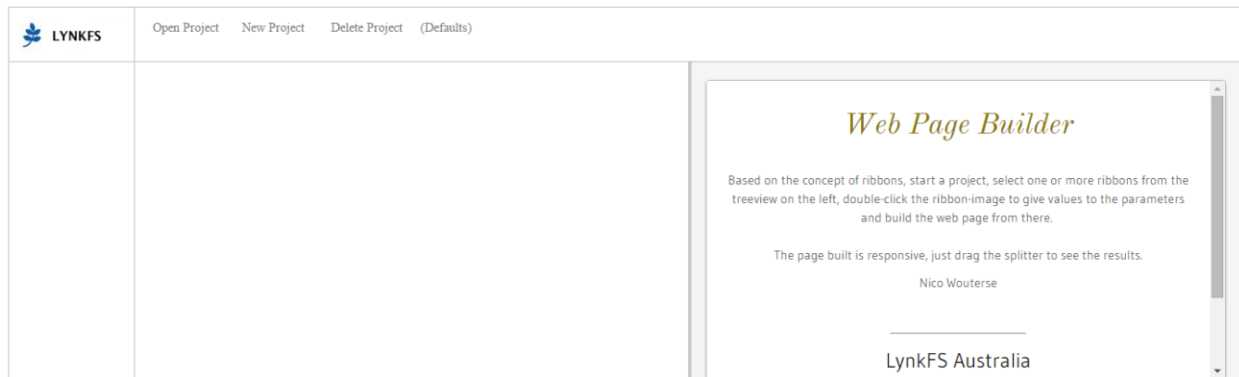 LYNKFS
Open Project New Project Delete Project (Defaults)
Web Page Builder
Based on the concept of ribbons, start a project, select one or more ribbons from the
treeview on the left, double-click the ribbon-image to give values to the parameters
and build the web page from there.
The page built is responsive, just drag the splitter to see the results.
Nico Wouterse
LynkFS Australia